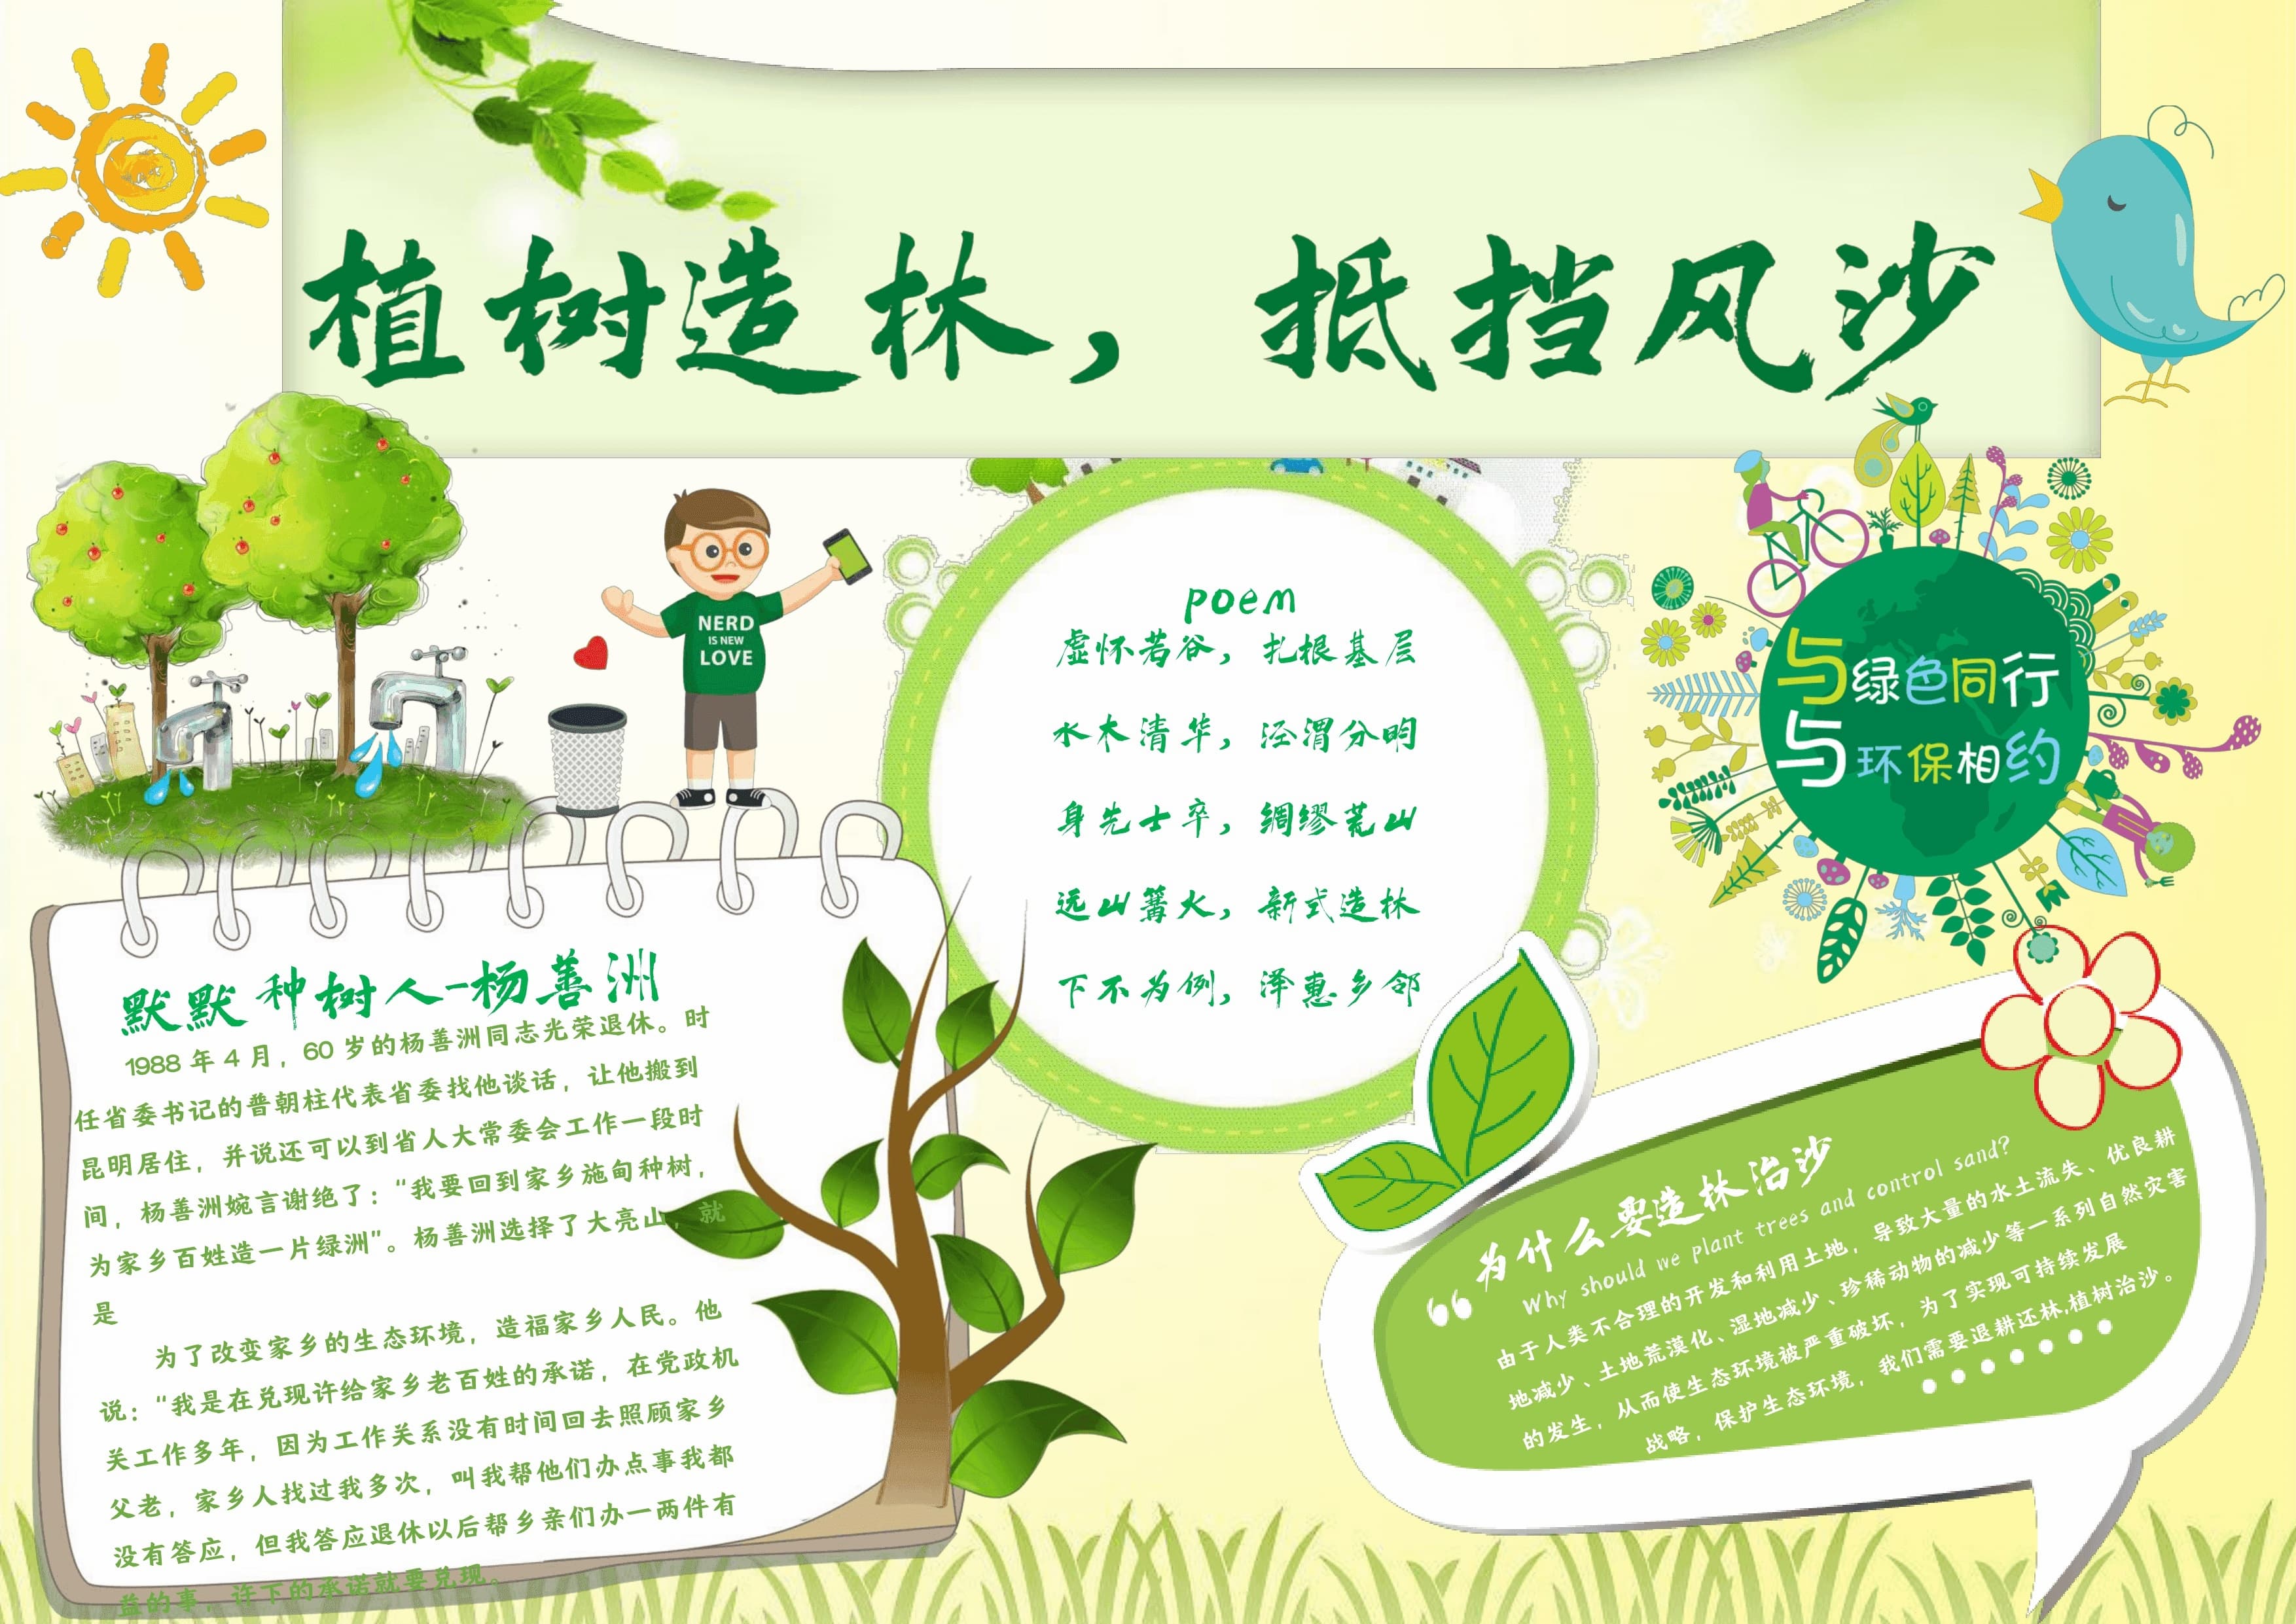 植树造林，抵挡风沙
NERD
IS NEW
LOVE
poem
虚怀若谷，扎根基层
水木清华，泾渭分明
身先士卒，绸缪荒山
远山篝火，新式造林
下不为例，泽惠乡邻
与绿色同行
与环保相约
默默种树人-杨善洲
1988 年 4 月，60 岁的杨善洲同志光荣退休。时
任省委书记的普朝柱代表省委找他谈话，让他搬到
昆明居住，并说还可以到省人大常委会工作一段时
间，杨善洲婉言谢绝了：“我要回到家乡施甸种树，
为家乡百姓造一片绿洲”。杨善洲选择了大亮山，就
是
为了改变家乡的生态环境，造福家乡人民。他
说：“我是在兑现许给家乡老百姓的承诺，在党政机
关工作多年，因为工作关系没有时间回去照顾家乡
父老，家乡人找过我多次，叫我帮他们办点事我都
没有答应，但我答应退休以后帮乡亲们办一两件有
益的事，许下的承诺就要兑现。
为什么要造林治沙
Why should we plant trees and control sand?
由于人类不合理的开发和利用土地，导致大量的水土流失、优良耕
地减少、土地荒漠化、湿地减少、珍稀动物的减少等一系列自然灾害
的发生，从而使生态环境被严重破坏，为了实现可持续发展
战略，保护生态环境，我们需要退耕还林,植树治沙。